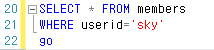 20 SELECT * FROM members
21 WHERE userid='sky'
22 go